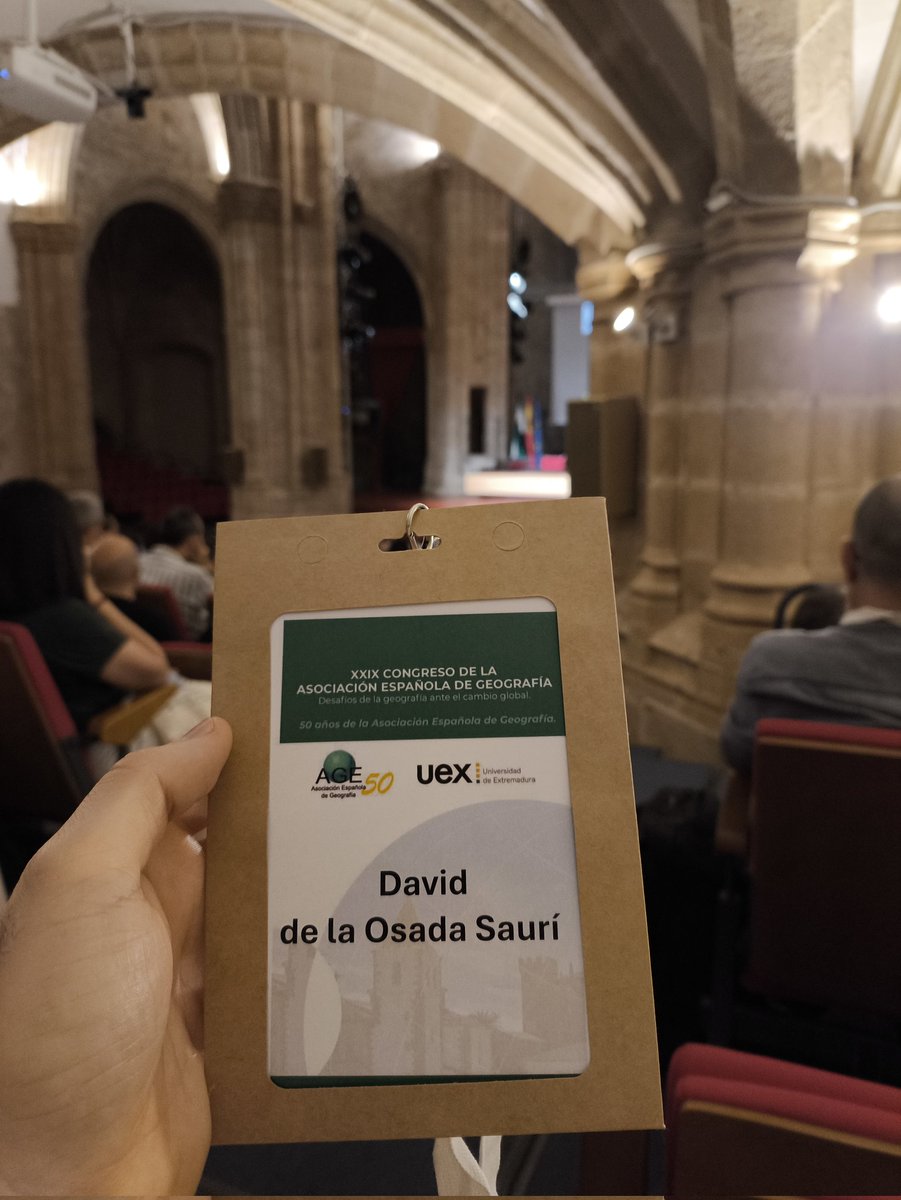 XXIX CONGRESO DE LA
ASOCIACIÓN ESPAÑOLA DE GEOGRAFÍA
Desafíos de la geografía ante el cambio global.
50 años de la Asociación Española de Geografía.
AGE 50
Asociación Española
de Geografía
uex
Universidad
de Extremadura
David
de la Osada Saurí